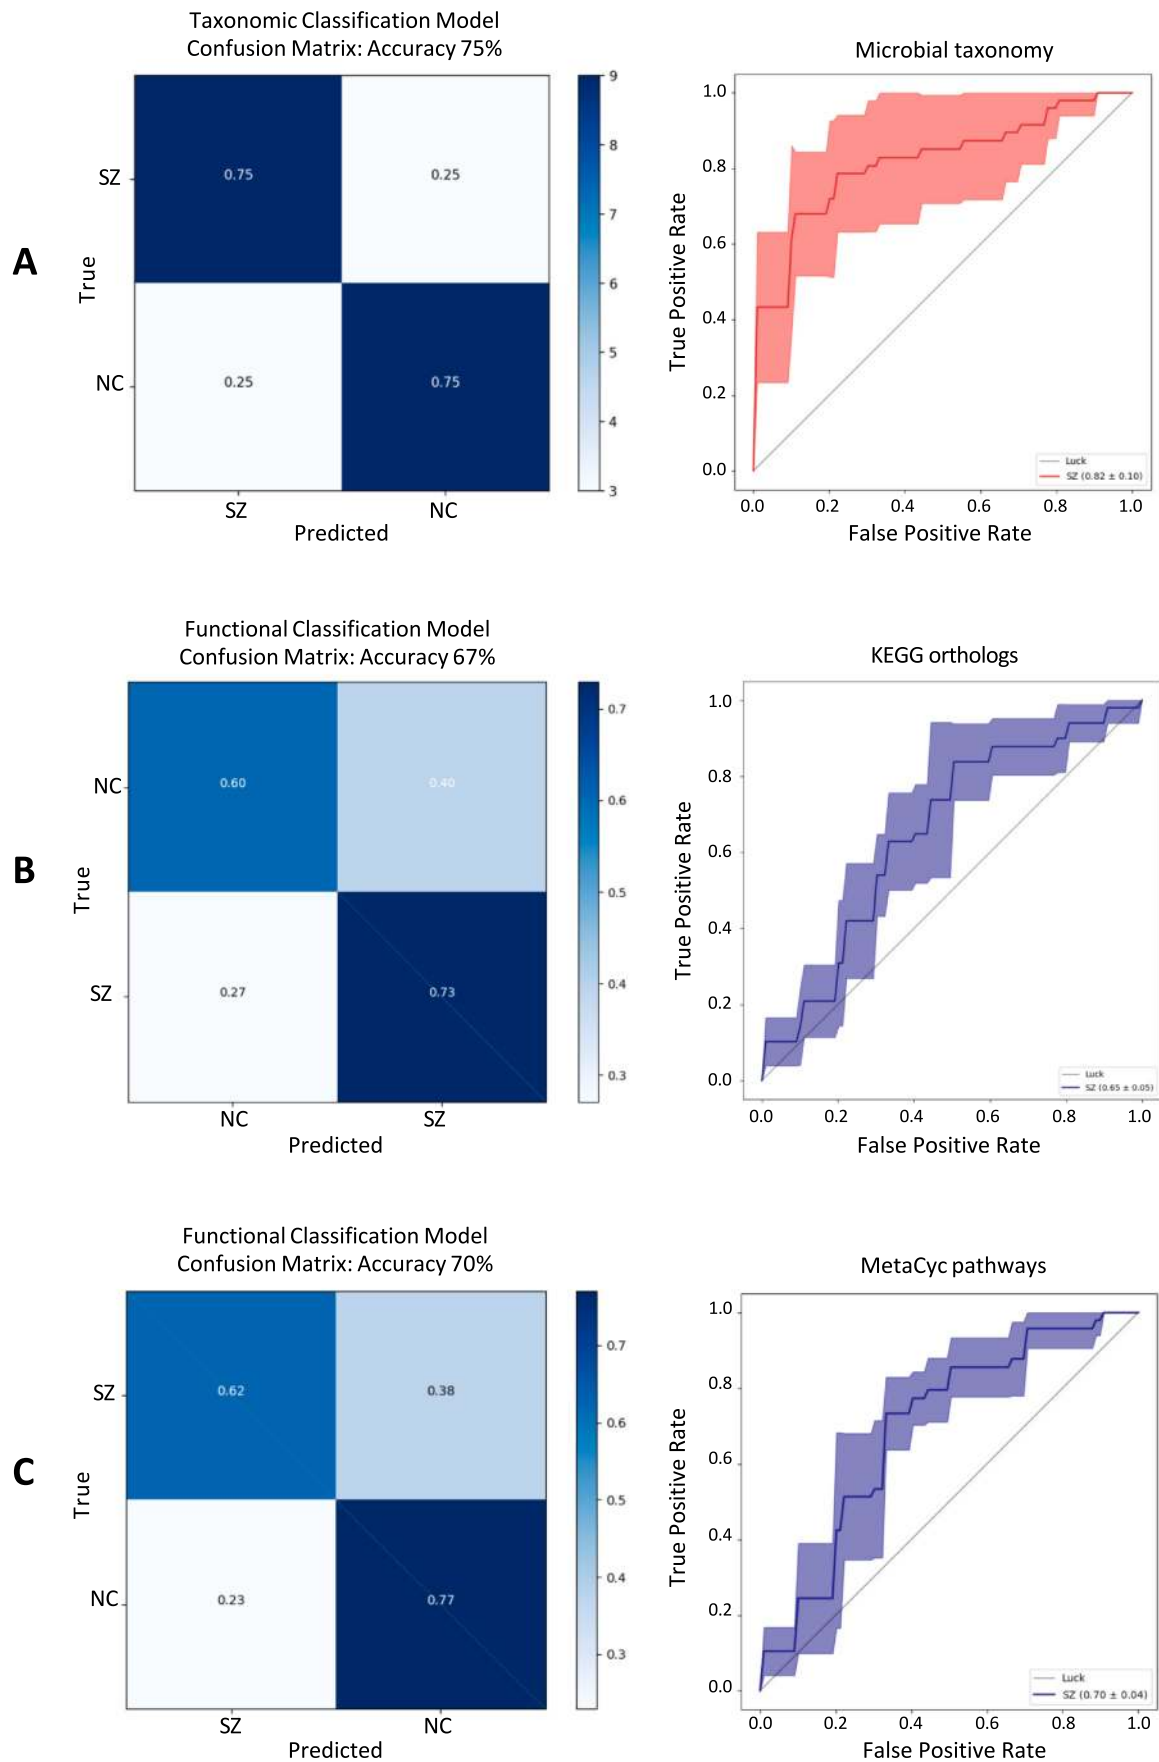 Taxonomic Classification Model
Confusion Matrix: Accuracy 75%
A
True
SZ
NC
0.75
0.25
0.25
0.75
SZ
NC
Predicted
9
8
7
6
5
4
3
Microbial taxonomy
True Positive Rate
1.0
0.8
0.6
0.4
0.2
0.0
Luck
SZ (0.82 ± 0.10)
0.0
0.2
0.4
0.6
0.8
1.0
False Positive Rate
Functional Classification Model
Confusion Matrix: Accuracy 67%
B
True
NC
SZ
0.60
0.40
0.27
0.73
NC
SZ
Predicted
0.7
0.6
0.5
0.4
0.3
KEGG orthologs
True Positive Rate
1.0
0.8
0.6
0.4
0.2
0.0
Luck
SZ (0.65 ± 0.05)
0.0
0.2
0.4
0.6
0.8
1.0
False Positive Rate
Functional Classification Model
Confusion Matrix: Accuracy 70%
C
True
SZ
NC
0.62
0.38
0.23
0.77
SZ
NC
Predicted
0.7
0.6
0.5
0.4
0.3
MetaCyc pathways
True Positive Rate
1.0
0.8
0.6
0.4
0.2
0.0
Luck
SZ (0.70 ± 0.04)
0.0
0.2
0.4
0.6
0.8
1.0
False Positive Rate